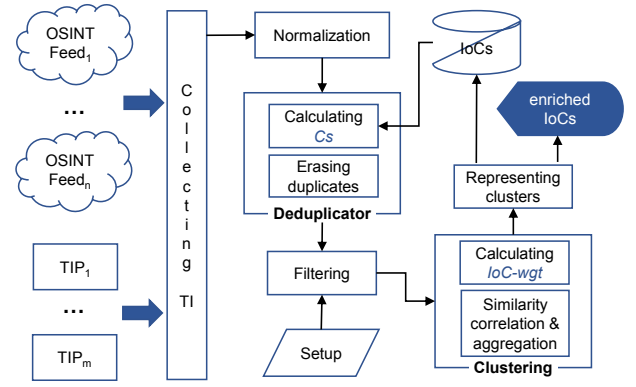 OSINT
Feed1
...
OSINT
Feedn
TIP1
...
TIPm
Collecting TI
Normalization
Calculating
Cs
Erasing
duplicates
Deduplicator
Filtering
Setup
IoCs
enriched
IoCs
Representing
clusters
Calculating
IoC-wgt
Similarity
correlation &
aggregation
Clustering